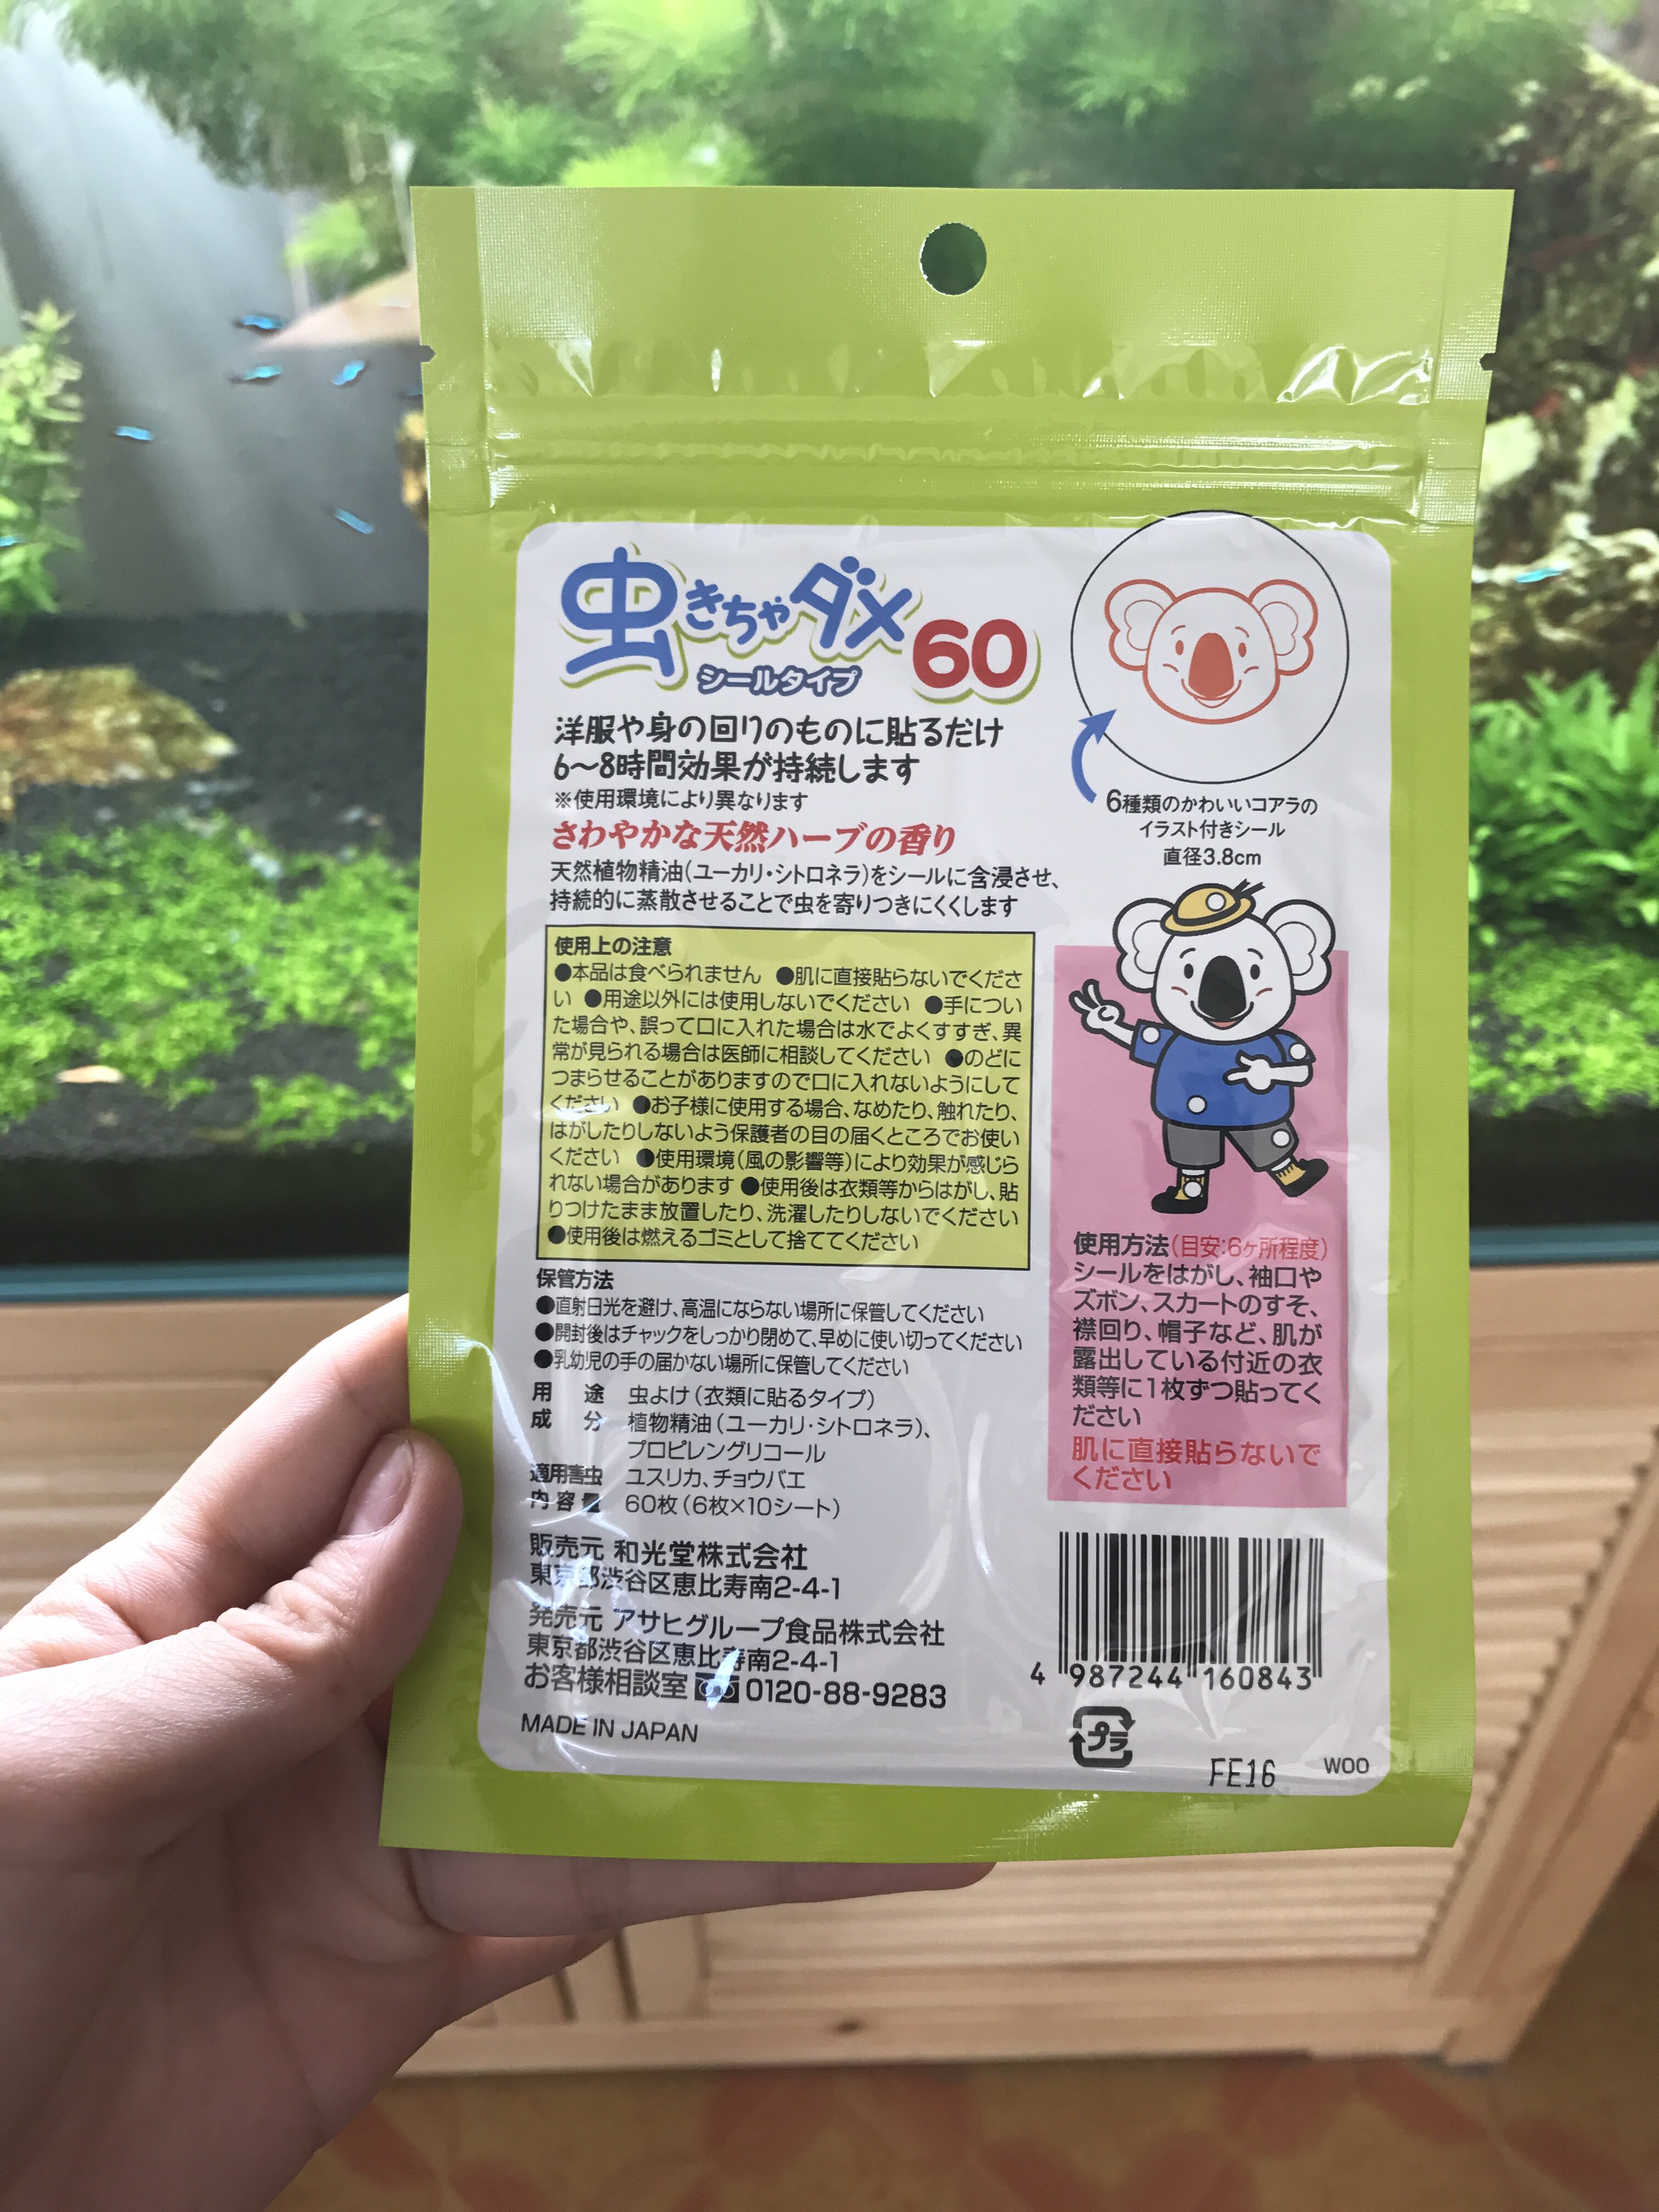 虫きちゃダメ60
シールタイプ
洋服や身の回りのものに貼るだけ
6〜8時間効果が持続します
※使用環境により異なります
さわやかな天然ハーブの香り
天然植物精油(ユーカリ・シトロネラ)をシールに含浸させ、
持続的に蒸散させることで虫を寄りつきにくくします
6種類のかわいいコアラの
イラスト付きシール
直径3.8cm
使用上の注意
●本品は食べられません ●肌に直接貼らないでくださ
い ●用途以外には使用しないでください ●手につい
た場合や、誤って口に入れた場合は水でよくすすぎ、異
常が見られる場合は医師に相談してください ●のどに
つまらせることがありますので口に入れないようにして
ください ●お子様に使用する場合、なめたり、触れたり、
はがしたりしないよう保護者の目の届くところでお使い
ください ●使用環境(風の影響等)により効果が感じら
れない場合があります ●使用後は衣類等からはがし、貼
りつけたまま放置したり、洗濯したりしないでください
●使用後は燃えるゴミとして捨ててください
保管方法
●直射日光を避け、高温にならない場所に保管してください
●開封後はチャックをしっかり閉めて、早めに使い切ってください
●乳幼児の手の届かない場所に保管してください
用途 虫よけ(衣類に貼るタイプ)
成分 植物精油(ユーカリ・シトロネラ)、
プロピレングリコール
適用害虫 ユスリカ、チョウバエ
内容量 60枚(6枚×10シート)
販売元 和光堂株式会社
東京都渋谷区恵比寿南2-4-1
発売元 アサヒグループ食品株式会社
東京都渋谷区恵比寿南2-4-1
お客様相談室 0120-88-9283
MADE IN JAPAN
使用方法(目安:6ヶ所程度)
シールをはがし、袖口や
ズボン、スカートのすそ、
襟回り、帽子など、肌が
露出している付近の衣
類等に1枚ずつ貼ってく
ださい
肌に直接貼らないで
ください
4 987244 160843
プラ
FE16
WOO